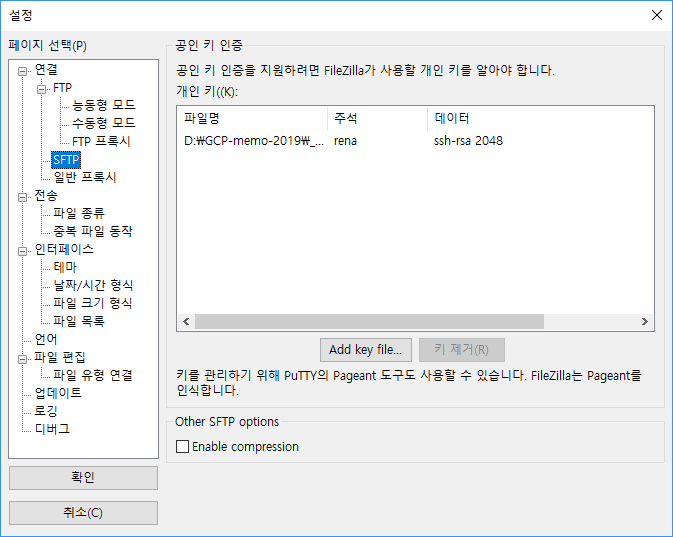 설정
페이지 선택(P)
연결
FTP
능동형 모드
수동형 모드
FTP 프록시
SFTP
일반 프록시
전송
파일 종류
중복 파일 동작
인터페이스
테마
날짜/시간 형식
파일 크기 형식
파일 목록
언어
파일 편집
파일 유형 연결
업데이트
로깅
디버그
확인
취소(C)
공인 키 인증
공인 키 인증을 지원하려면 FileZilla가 사용할 개인 키를 알아야 합니다.
개인 키((K):
파일명 주석 데이터
D:₩GCP-memo-2019₩_... rena ssh-rsa 2048
Add key file... 키 제거(R)
키를 관리하기 위해 PuTTY의 Pageant 도구도 사용할 수 있습니다. FileZilla는 Pageant를
인식합니다.
Other SFTP options
Enable compression